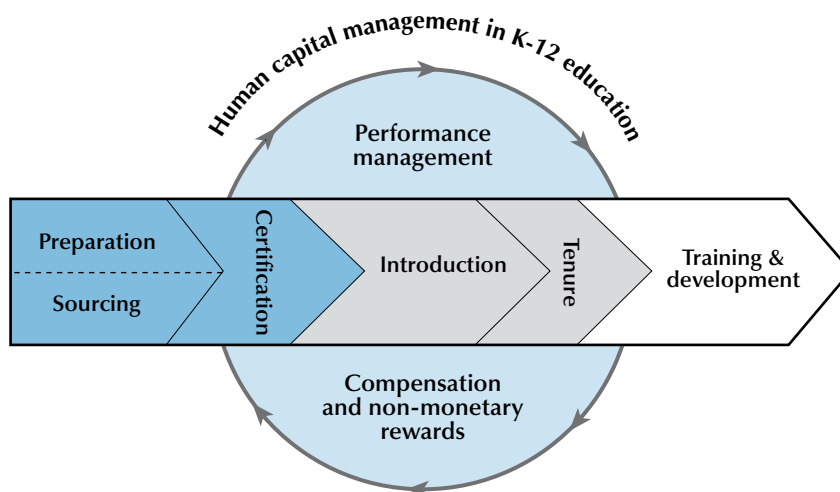 Human capital management in K-12 education
Performance
management
Preparation
Sourcing
Certification
Introduction
Tenure
Training &
development
Compensation
and non-monetary
rewards